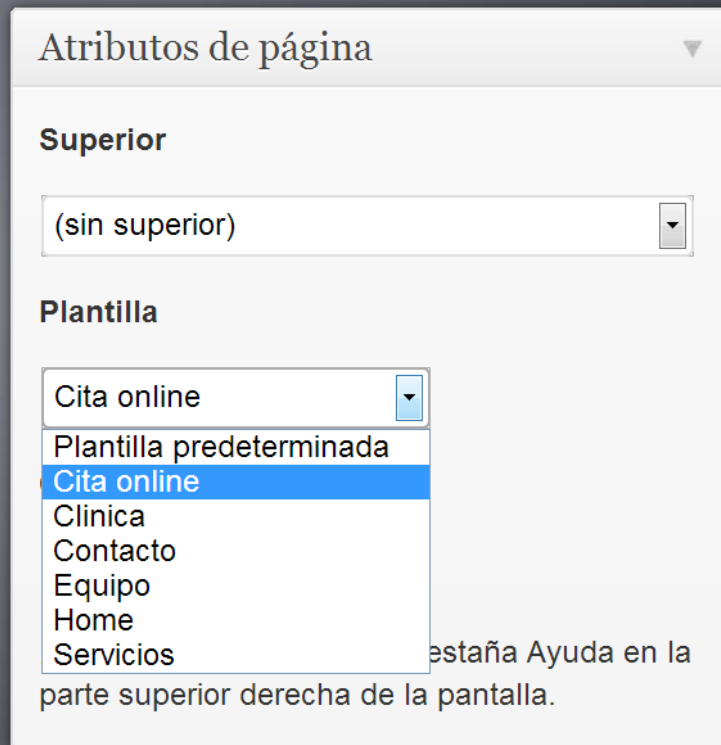 Atributos de página
Superior
(sin superior)
Plantilla
Cita online
Plantilla predeterminada
Cita online
Clinica
Contacto
Equipo
Home
Servicios
Ayuda en la
parte superior derecha de la pantalla.